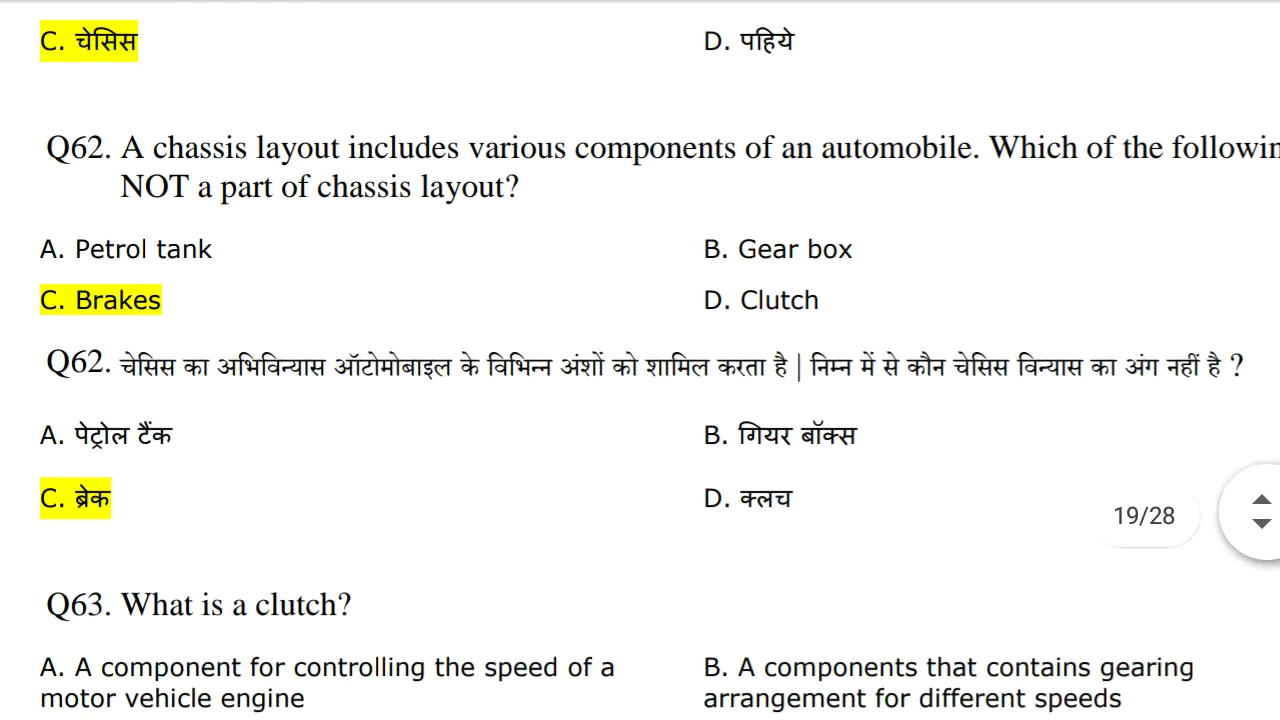 C. चेसिस D. पहिये
Q62. A chassis layout includes various components of an automobile. Which of the followin
NOT a part of chassis layout?
A. Petrol tank B. Gear box
C. Brakes D. Clutch
Q62. चेसिस का अभिविन्यास ऑटोमोबाइल के विभिन्न अंशों को शामिल करता है | निम्न में से कौन चेसिस विन्यास का अंग नहीं है ?
A. पेट्रोल टैंक B. गियर बॉक्स
C. ब्रेक D. क्लच
19/28
Q63. What is a clutch?
A. A component for controlling the speed of a B. A components that contains gearing
motor vehicle engine arrangement for different speeds